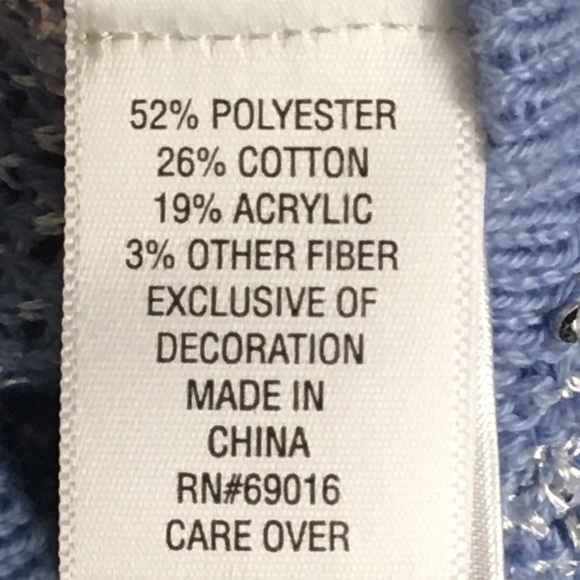 52% POLYESTER
26% COTTON
19% ACRYLIC
3% OTHER FIBER
EXCLUSIVE OF
DECORATION
MADE IN
CHINA
RN#69016
CARE OVER